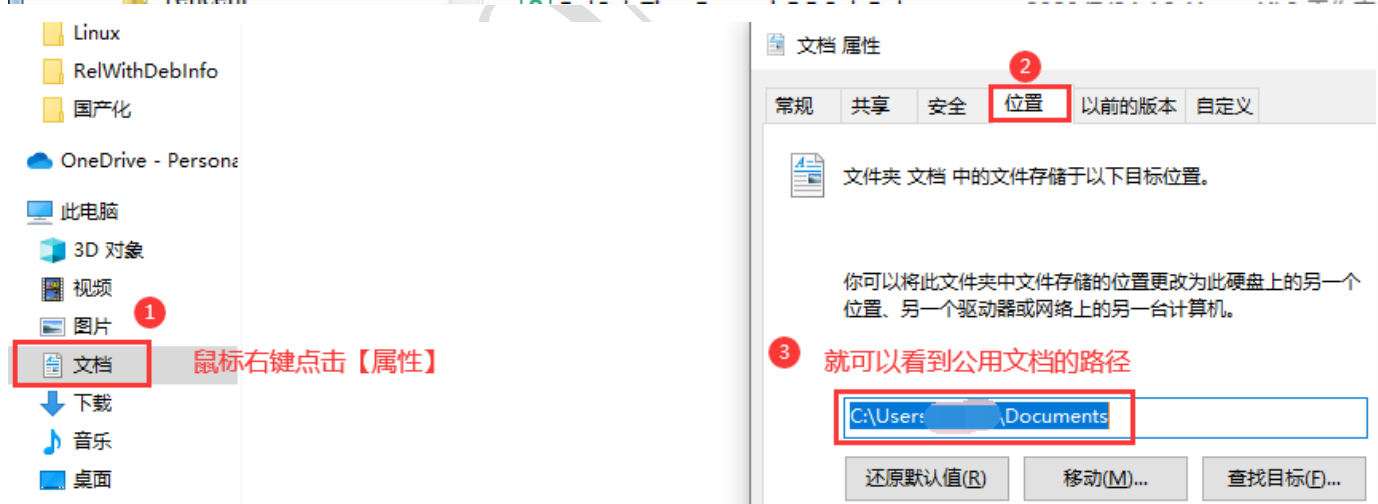 Linux
RelWithDebInfo
国产化
OneDrive - Persona
此电脑
3D 对象
视频
图片
1
文档
鼠标右键点击【属性】
下载
音乐
桌面
文档 属性
2
常规 共享 安全 位置 以前的版本 自定义
文件夹 文档 中的文件存储于以下目标位置。
你可以将此文件夹中文件存储的位置更改为此硬盘上的另一个
位置、另一个驱动器或网络上的另一台计算机。
3 就可以看到公用文档的路径
C:\Users \Documents
还原默认值(R) 移动(M)... 查找目标(F)...